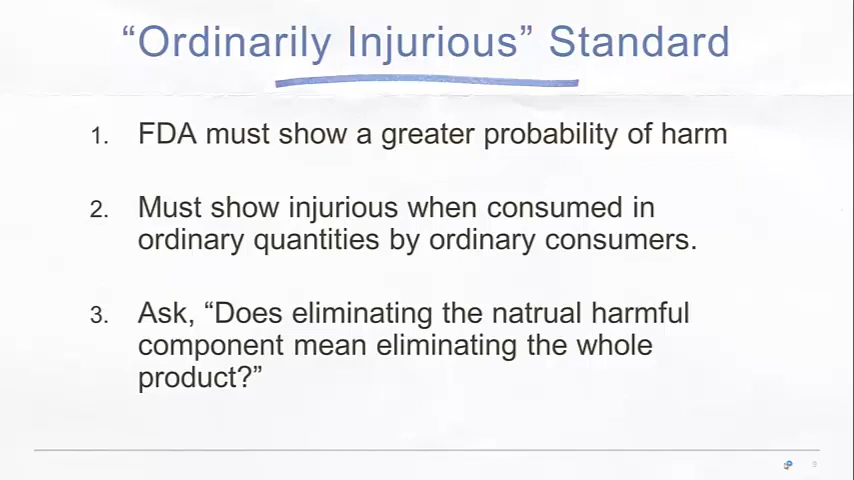 “Ordinarily Injurious” Standard
1. FDA must show a greater probability of harm
2. Must show injurious when consumed in
ordinary quantities by ordinary consumers.
3. Ask, “Does eliminating the natrual harmful
component mean eliminating the whole
product?”
9